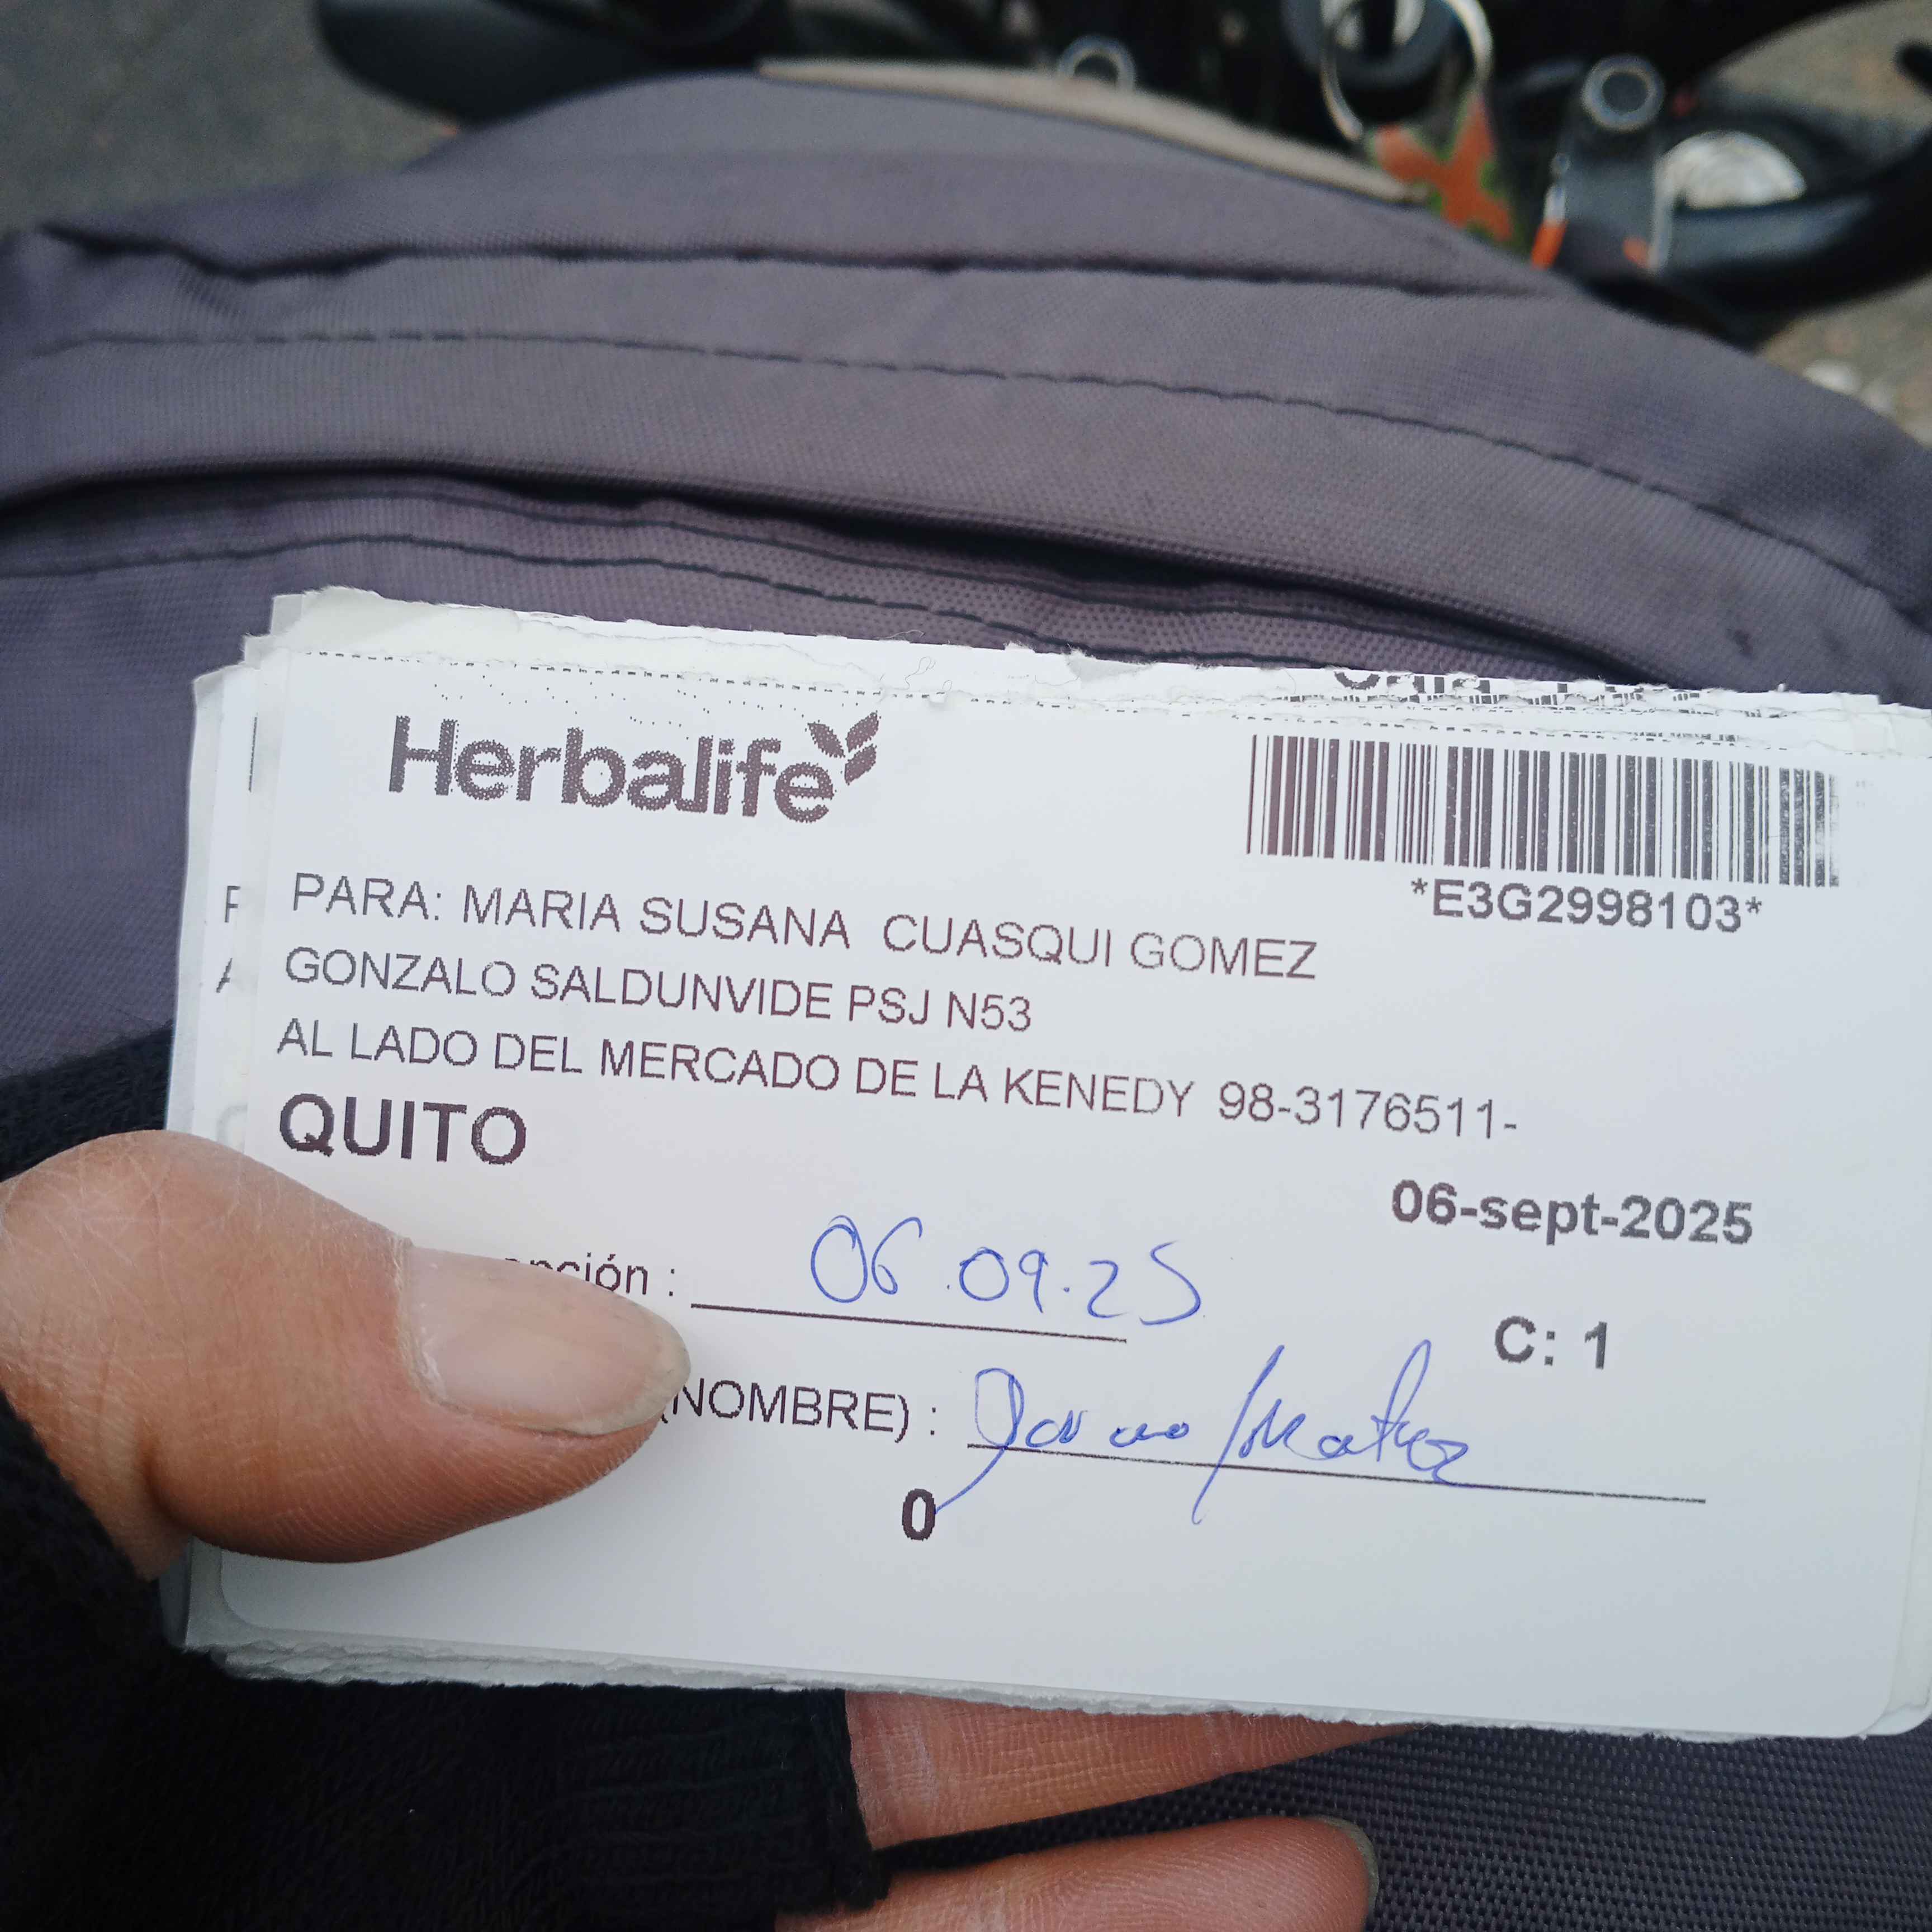 Herbalife
*E3G2998103*
PARA: MARIA SUSANA CUASQUI GOMEZ
GONZALO SALDUNVIDE PSJ N53
AL LADO DEL MERCADO DE LA KENEDY 98-3176511-
QUITO
06-sept-2025
06.09.25
C: 1
(NOMBRE) :
0